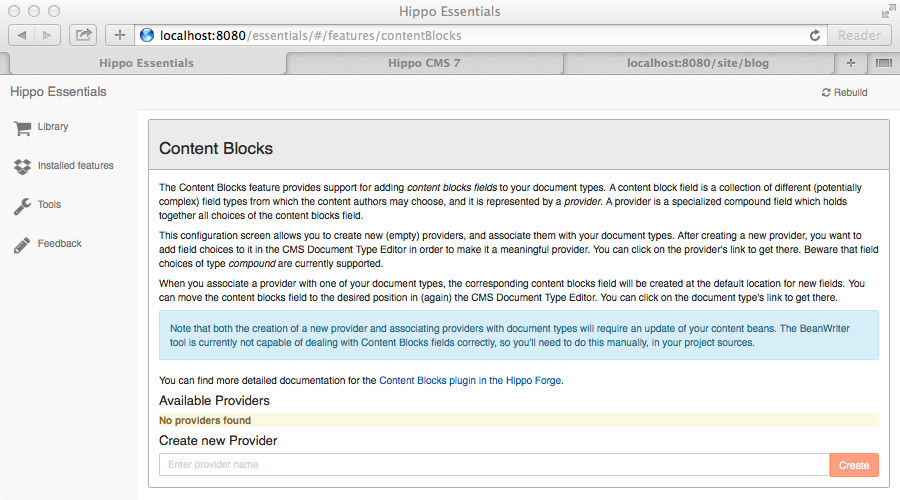 Hippo Essentials
localhost:8080/essentials/#/features/contentBlocks
Reader
Hippo Essentials
Hippo CMS 7
localhost:8080/site/blog
Hippo Essentials
Rebuild
Library
Installed features
Tools
Feedback
Content Blocks
The Content Blocks feature provides support for adding content blocks fields to your document types. A content block field is a collection of different (potentially
complex) field types from which the content authors may choose, and it is represented by a provider. A provider is a specialized compound field which holds
together all choices of the content blocks field.
This configuration screen allows you to create new (empty) providers, and associate them with your document types. After creating a new provider, you want to
add field choices to it in the CMS Document Type Editor in order to make it a meaningful provider. You can click on the provider's link to get there. Beware that field
choices of type compound are currently supported.
When you associate a provider with one of your document types, the corresponding content blocks field will be created at the default location for new fields. You
can move the content blocks field to the desired position in (again) the CMS Document Type Editor. You can click on the document type's link to get there.
Note that both the creation of a new provider and associating providers with document types will require an update of your content beans. The BeanWriter
tool is currently not capable of dealing with Content Blocks fields correctly, so you'll need to do this manually, in your project sources.
You can find more detailed documentation for the Content Blocks plugin in the Hippo Forge.
Available Providers
No providers found
Create new Provider
Enter provider name
Create